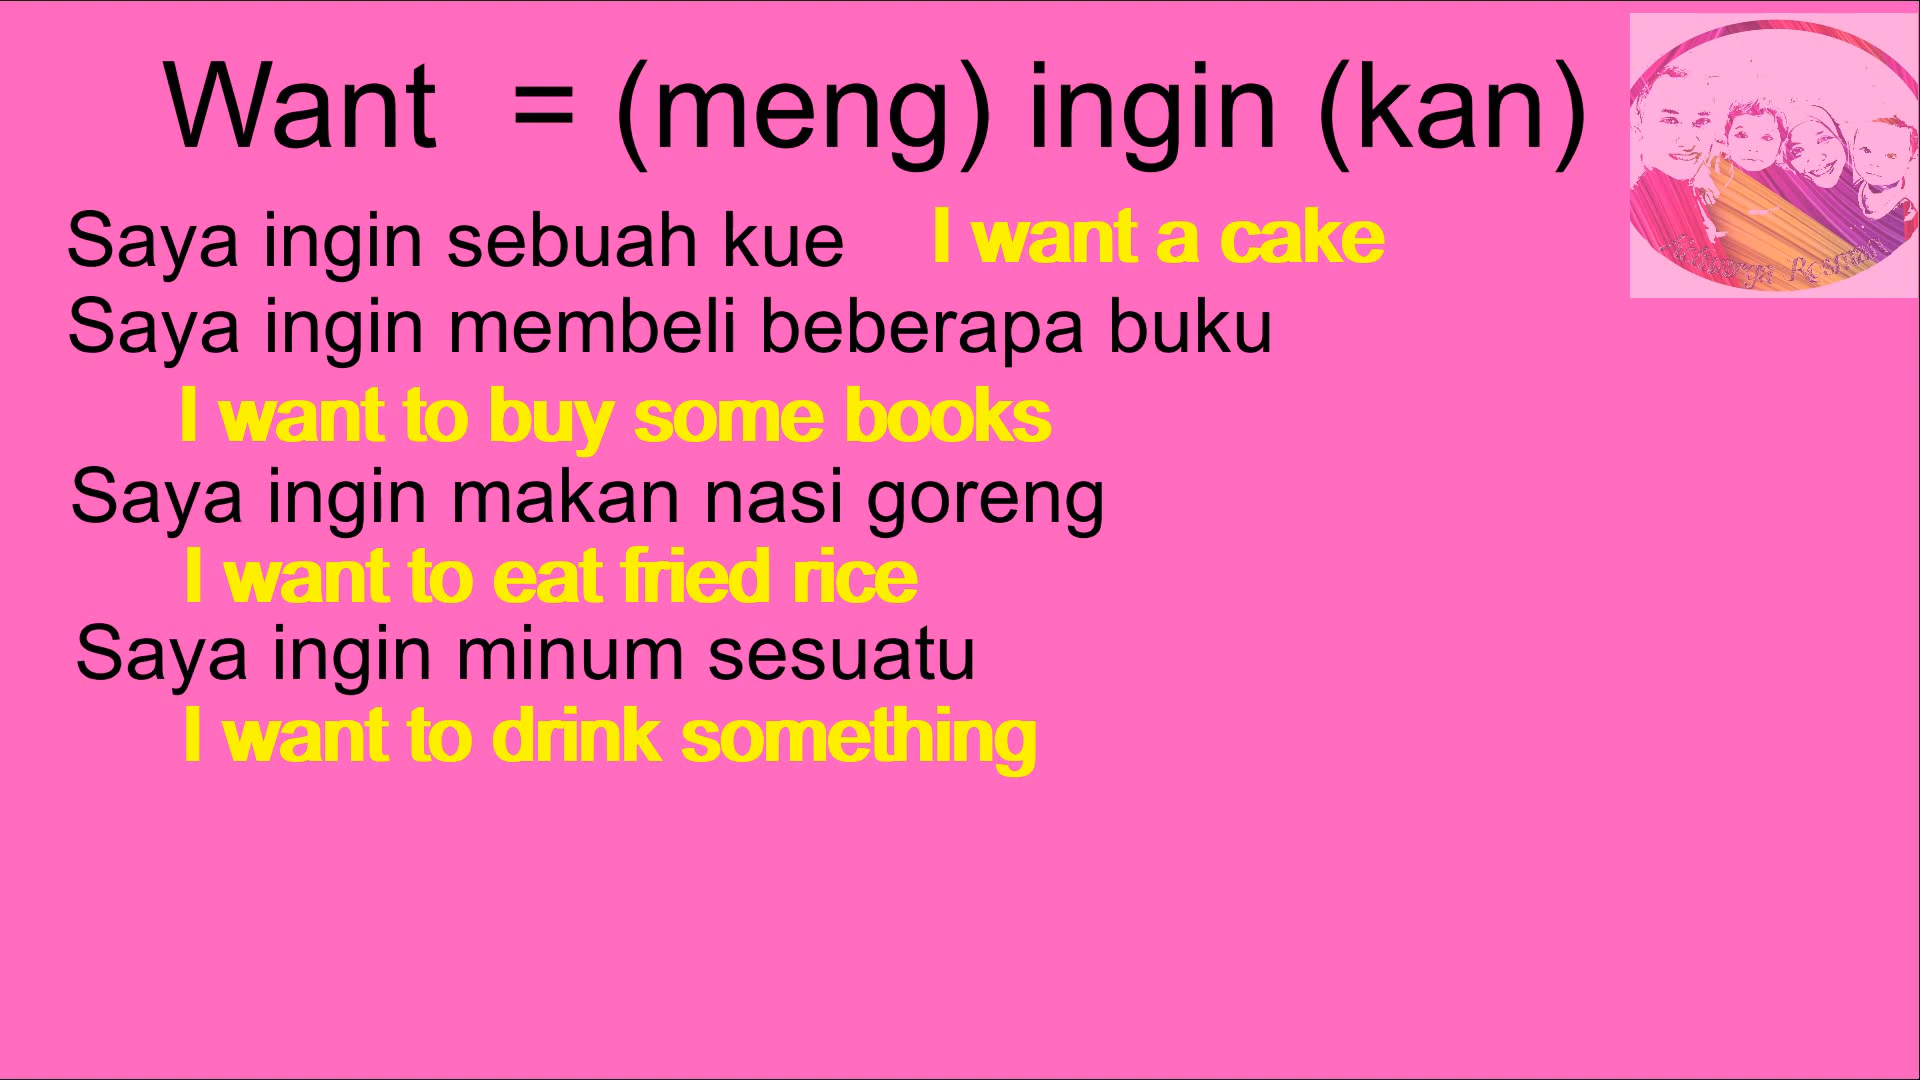 Want = (meng) ingin (kan)
Saya ingin sebuah kue I want a cake
Saya ingin membeli beberapa buku
I want to buy some books
Saya ingin makan nasi goreng
I want to eat fried rice
Saya ingin minum sesuatu
I want to drink something